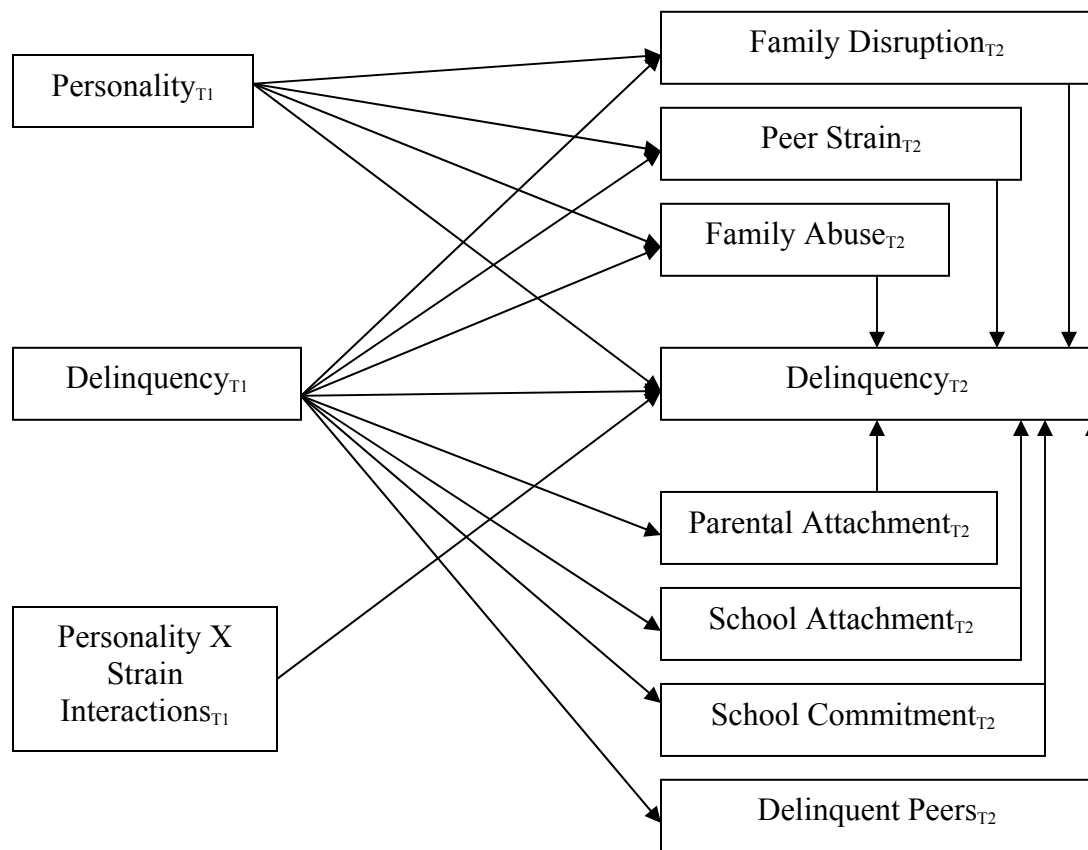 Family Disruption_T2
Personality_T1
Peer Strain_T2
Family Abuse_T2
Delinquency_T1
Delinquency_T2
Parental Attachment_T2
School Attachment_T2
Personality X
Strain
Interactions_T1
School Commitment_T2
Delinquent Peers_T2